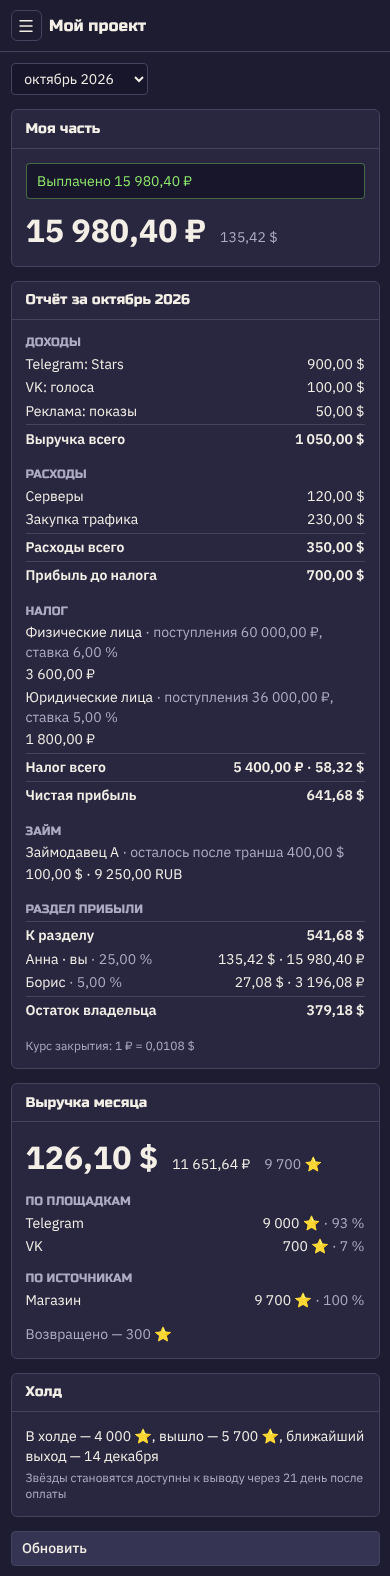 Мой проект
октябрь 2026
Моя часть
Выплачено 15 980,40 ₽
15 980,40 ₽ 135,42 $
Отчёт за октябрь 2026
ДОХОДЫ
Telegram: Stars 900,00 $
VK: голоса 100,00 $
Реклама: показы 50,00 $
Выручка всего 1 050,00 $
РАСХОДЫ
Серверы 120,00 $
Закупка трафика 230,00 $
Расходы всего 350,00 $
Прибыль до налога 700,00 $
НАЛОГ
Физические лица · поступления 60 000,00 ₽,
ставка 6,00 %
3 600,00 ₽
Юридические лица · поступления 36 000,00 ₽,
ставка 5,00 %
1 800,00 ₽
Налог всего 5 400,00 ₽ · 58,32 $
Чистая прибыль 641,68 $
ЗАЙМ
Займодавец А · осталось после транша 400,00 $
100,00 $ · 9 250,00 RUB
РАЗДЕЛ ПРИБЫЛИ
К разделу 541,68 $
Анна · вы · 25,00 % 135,42 $ · 15 980,40 ₽
Борис · 5,00 % 27,08 $ · 3 196,08 ₽
Остаток владельца 379,18 $
Курс закрытия: 1 ₽ = 0,0108 $
Выручка месяца
126,10 $ 11 651,64 ₽ 9 700 ⭐
ПО ПЛОЩАДКАМ
Telegram 9 000 ⭐ · 93 %
VK 700 ⭐ · 7 %
ПО ИСТОЧНИКАМ
Магазин 9 700 ⭐ · 100 %
Возвращено — 300 ⭐
Холд
В холде — 4 000 ⭐, вышло — 5 700 ⭐, ближайший
выход — 14 декабря
Звёзды становятся доступны к выводу через 21 день после
оплаты
Обновить